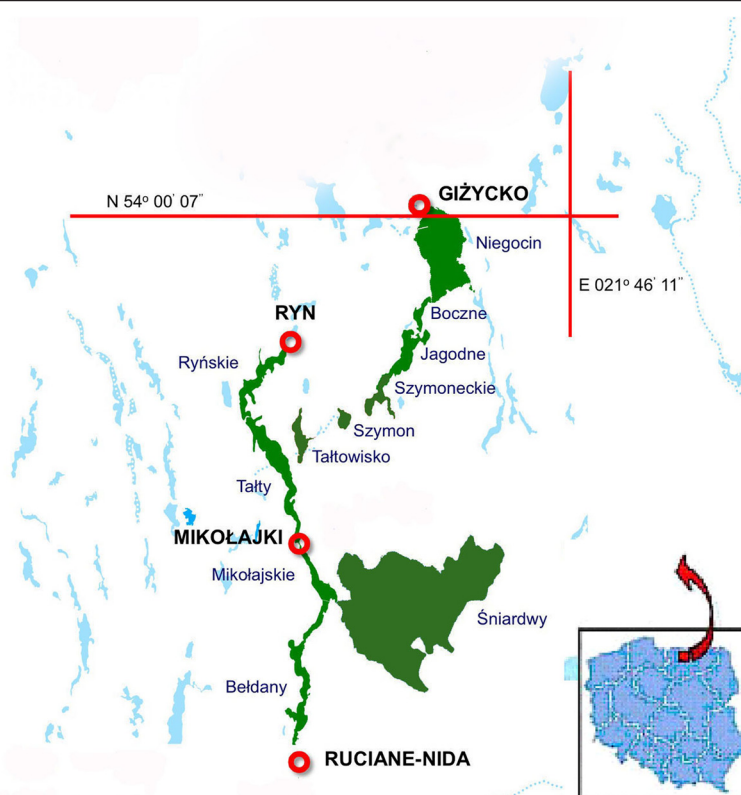 GIŻYCKO
N 54º 00' 07"
Niegocin
E 021º 46' 11"
RYN
Boczne
Jagodne
Ryńskie
Szymoneckie
Szymon
Tałtowisko
Tałty
MIKOŁAJKI
Mikołajskie
Śniardwy
Bełdany
RUCIANE-NIDA